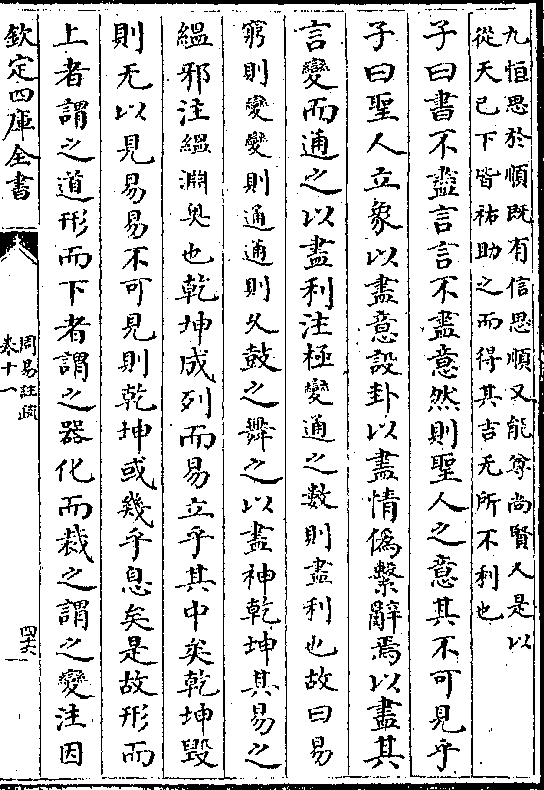 九恒思於順既有信思順又能尊尚賢人是以
從天已下皆祐助之而得其吉无所不利也
子曰書不盡言言不盡意然則聖人之意其不可見乎
子曰聖人立象以盡意設卦以盡情偽繫辭焉以盡其
言變而通之以盡利注極變通之數則盡利也故曰易
窮則變變則通通則久鼓之舞之以盡神乾坤其易之
緼邪注緼淵奥也乾坤成列而易立乎其中矣乾坤毀
則无以見易易不可見則乾坤或幾乎息矣是故形而
上者謂之道形而下者謂之器化而裁之謂之變注因
欽定四庫全書
周易註疏
卷十一
四六